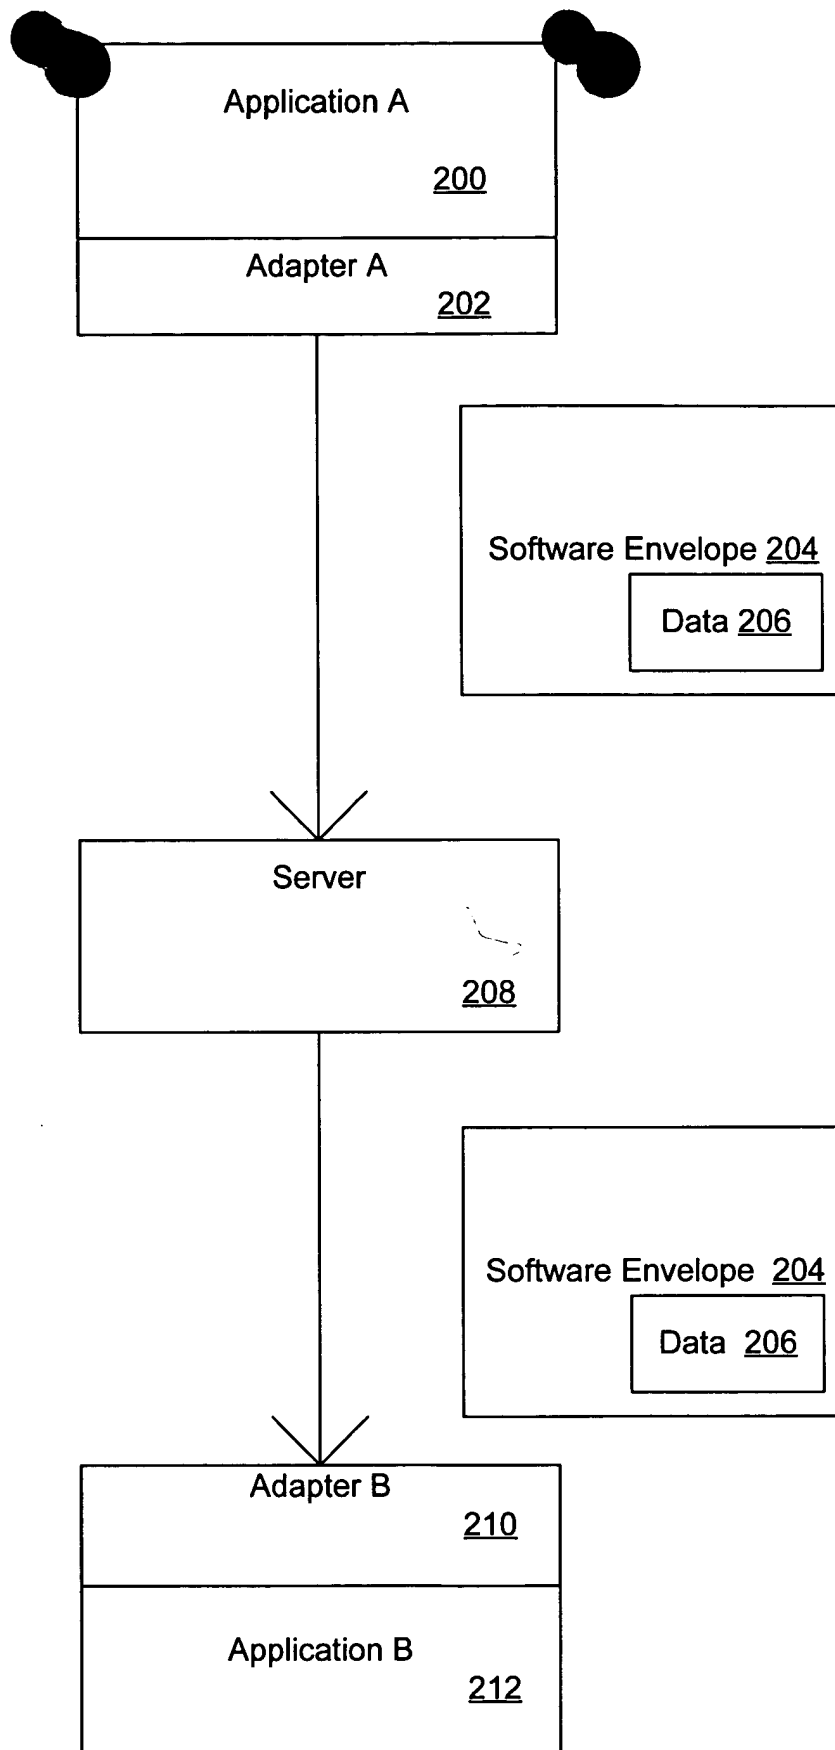 Application A
200
Adapter A
202
Software Envelope 204
Data 206
Server
208
Software Envelope 204
Data 206
Adapter B
210
Application B
212